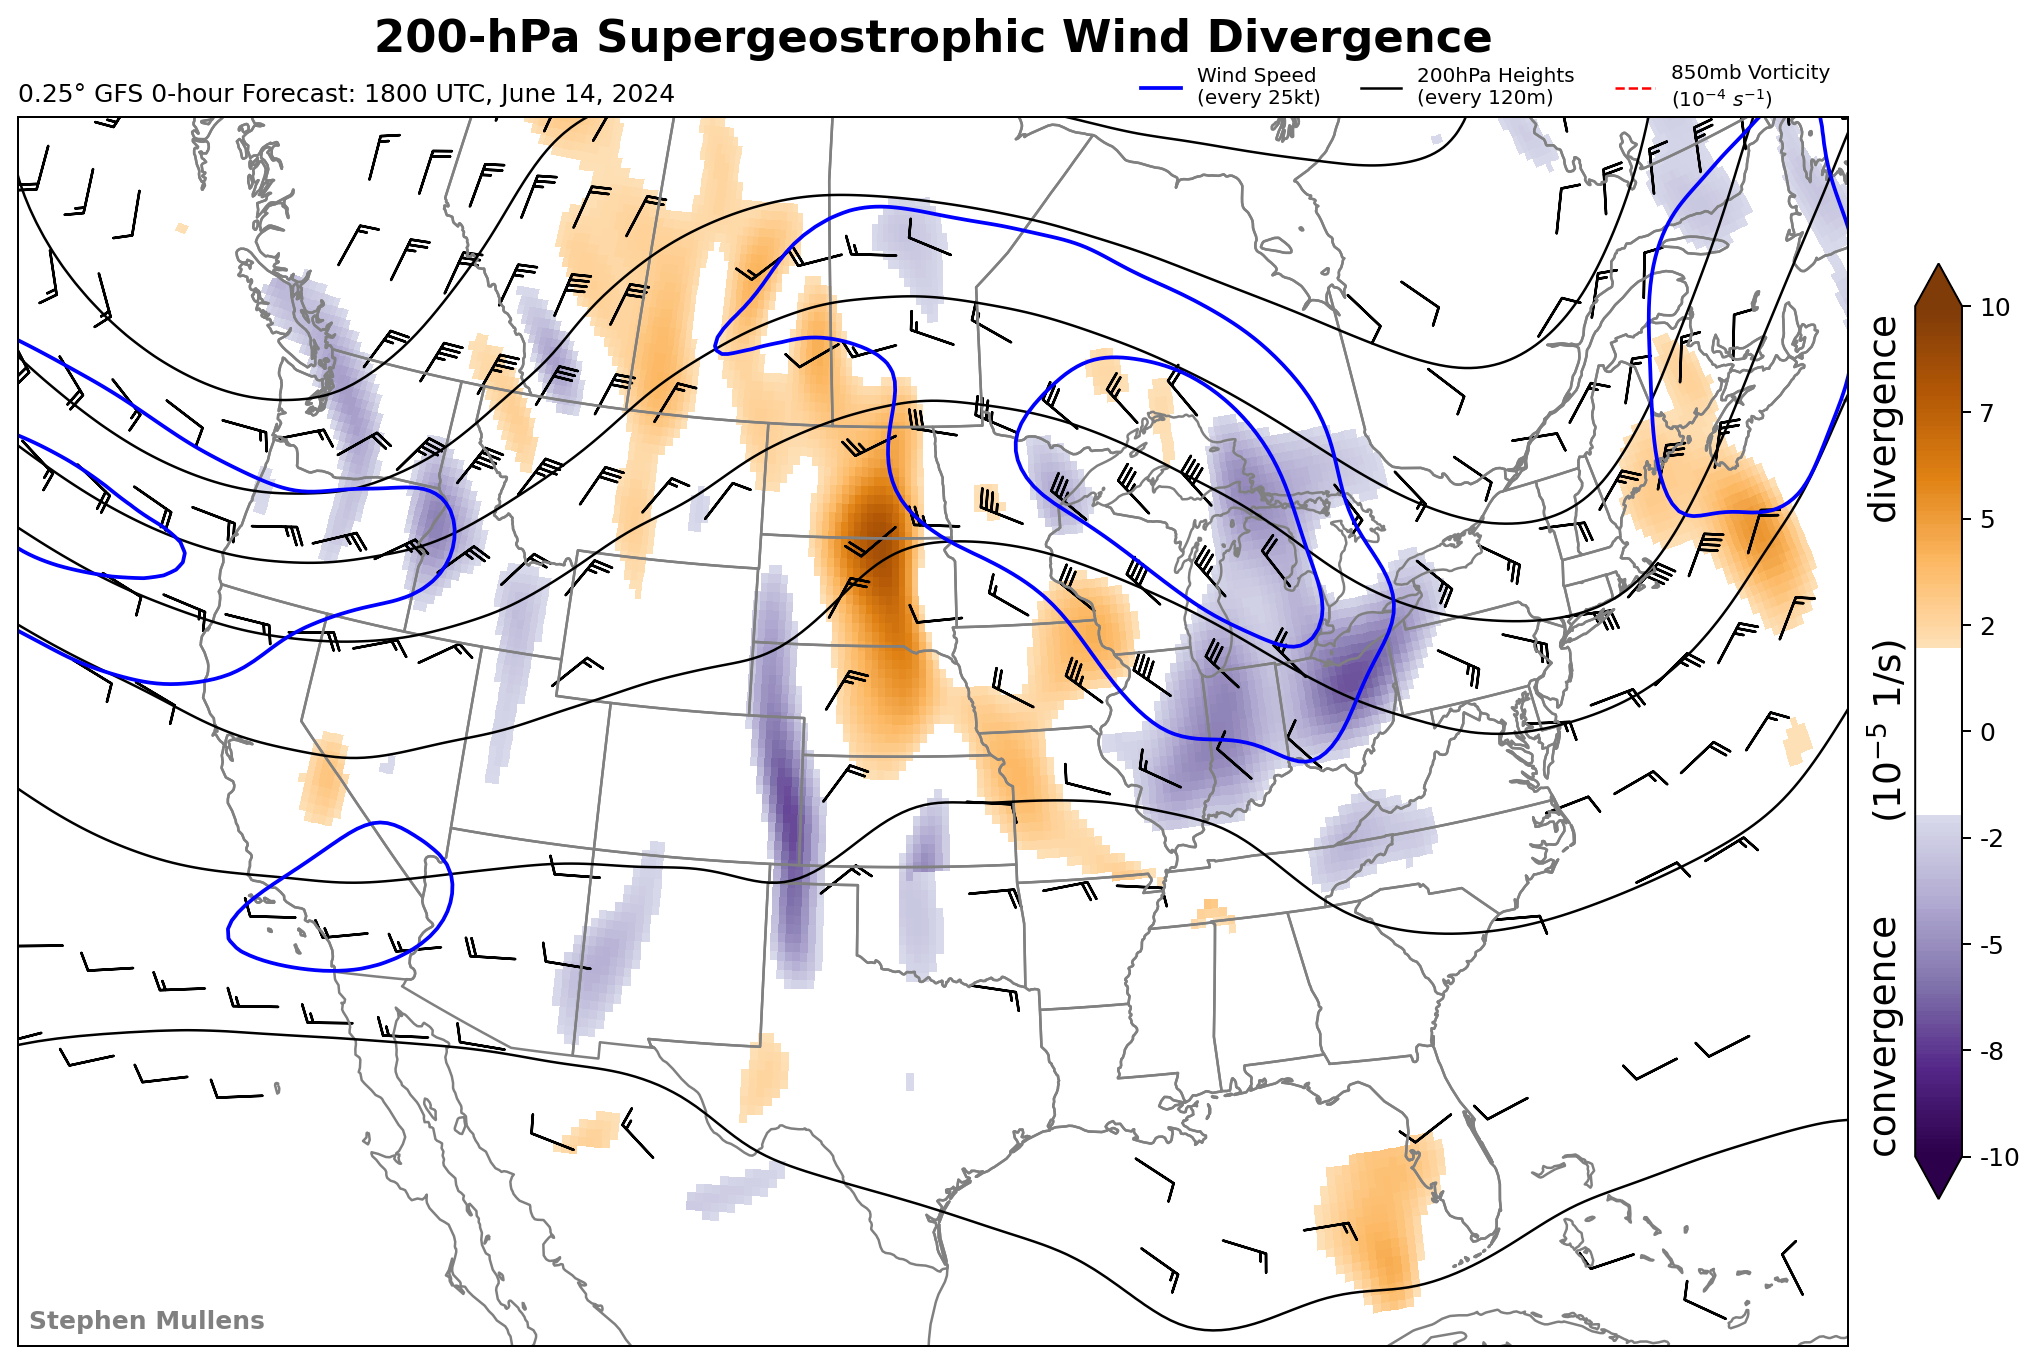 200-hPa Supergeostrophic Wind Divergence
0.25° GFS 0-hour Forecast: 1800 UTC, June 14, 2024
Wind Speed
(every 25kt)
200hPa Heights
(every 120m)
850mb Vorticity
(10⁻⁴ s⁻¹)
10
7
5
2
0
-2
-5
-8
-10
convergence (10⁻⁵ 1/s) divergence
Stephen Mullens